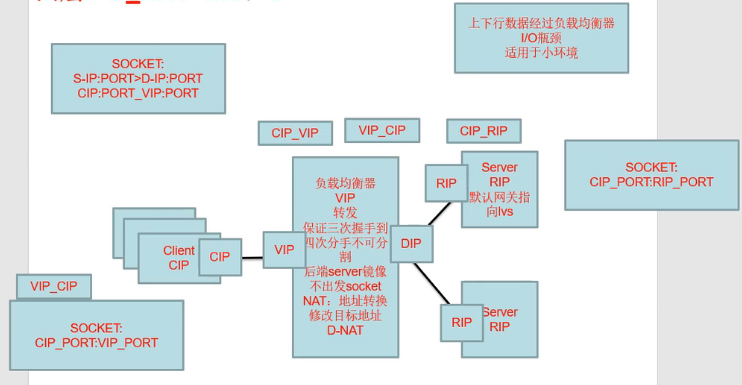 上下行数据经过负载均衡器
I/O瓶颈
适用于小环境
SOCKET:
S-IP:PORT>D-IP:PORT
CIP:PORT_VIP:PORT
CIP_VIP
VIP_CIP
CIP_RIP
SOCKET:
CIP_PORT:RIP_PORT
Server
RIP
默认网关指
向lvs
RIP
负载均衡器
VIP
转发
保证三次握手到
四次分手不可分
割
后端server镜像
不出发socket
NAT：地址转换
修改目标地址
D-NAT
VIP
DIP
Client
CIP
CIP
VIP_CIP
SOCKET:
CIP_PORT:VIP_PORT
RIP
Server
RIP